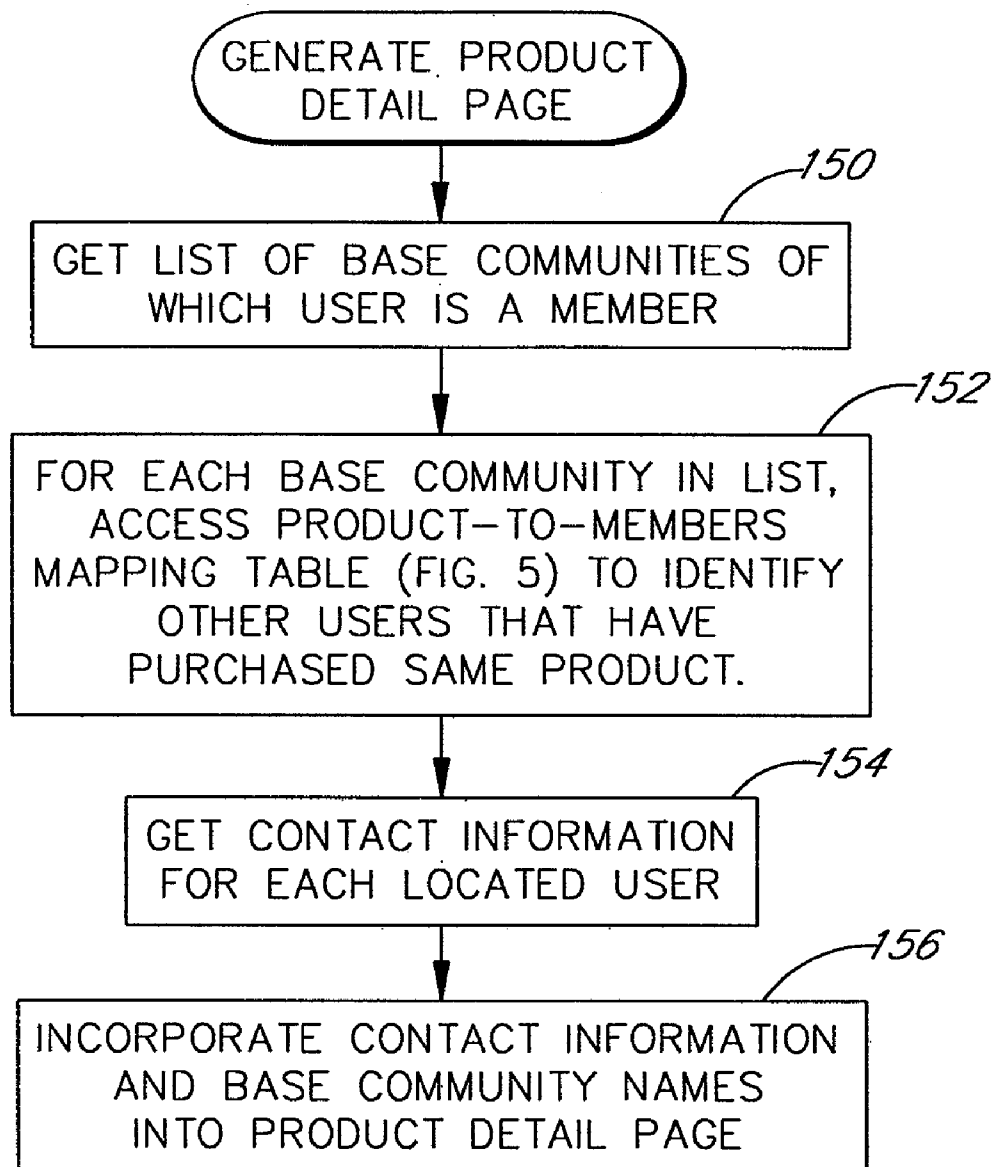 GENERATE PRODUCT
DETAIL PAGE
150
GET LIST OF BASE COMMUNITIES OF
WHICH USER IS A MEMBER
152
FOR EACH BASE COMMUNITY IN LIST,
ACCESS PRODUCT-TO-MEMBERS
MAPPING TABLE (FIG. 5) TO IDENTIFY
OTHER USERS THAT HAVE
PURCHASED SAME PRODUCT.
154
GET CONTACT INFORMATION
FOR EACH LOCATED USER
156
INCORPORATE CONTACT INFORMATION
AND BASE COMMUNITY NAMES
INTO PRODUCT DETAIL PAGE